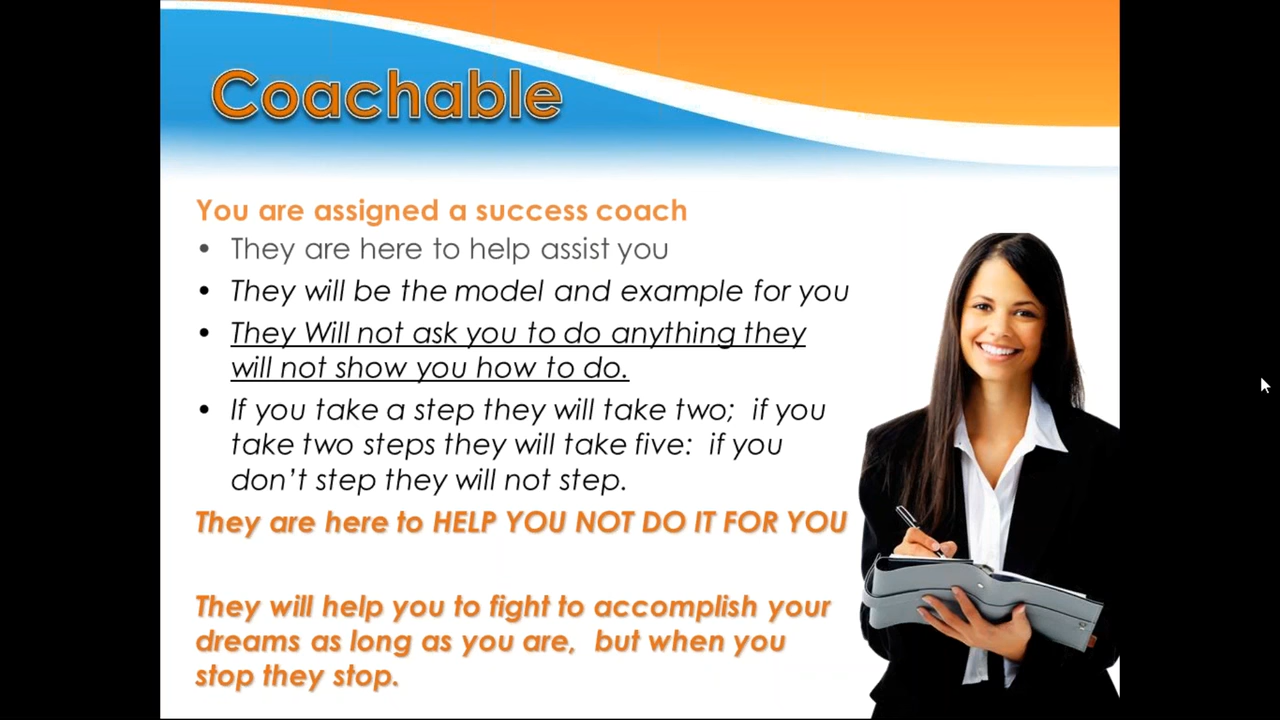 Coachable
You are assigned a success coach
• They are here to help assist you
• They will be the model and example for you
• They Will not ask you to do anything they
will not show you how to do.
• If you take a step they will take two;  if you
take two steps they will take five:  if you
don’t step they will not step.
They are here to HELP YOU NOT DO IT FOR YOU
They will help you to fight to accomplish your
dreams as long as you are,  but when you
stop they stop.